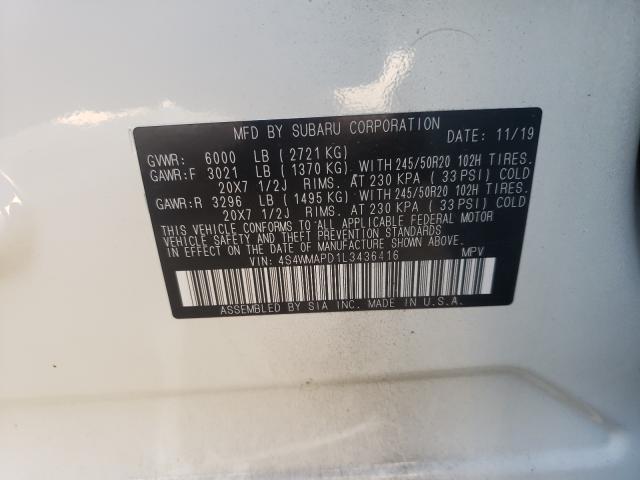 MFD BY SUBARU CORPORATION DATE: 11/19
GVWR: 6000 LB ( 2721 KG)
GAWR:F 3021 LB ( 1370 KG) WITH 245/50R20 102H TIRES.
20X7 1/2J RIMS. AT 230 KPA ( 33 PSI) COLD
GAWR:R 3296 LB ( 1495 KG) WITH 245/50R20 102H TIRES.
20X7 1/2J RIMS. AT 230 KPA ( 33 PSI) COLD
THIS VEHICLE CONFORMS TO ALL APPLICABLE FEDERAL MOTOR
VEHICLE SAFETY AND BUMPER STANDARDS
IN EFFECT ON THE DATE OF MANUFACTURE SHOWN ABOVE.
VIN: 4S4WMAPD1L3436416 MPV
ASSEMBLED BY SIA INC. MADE IN U.S.A.